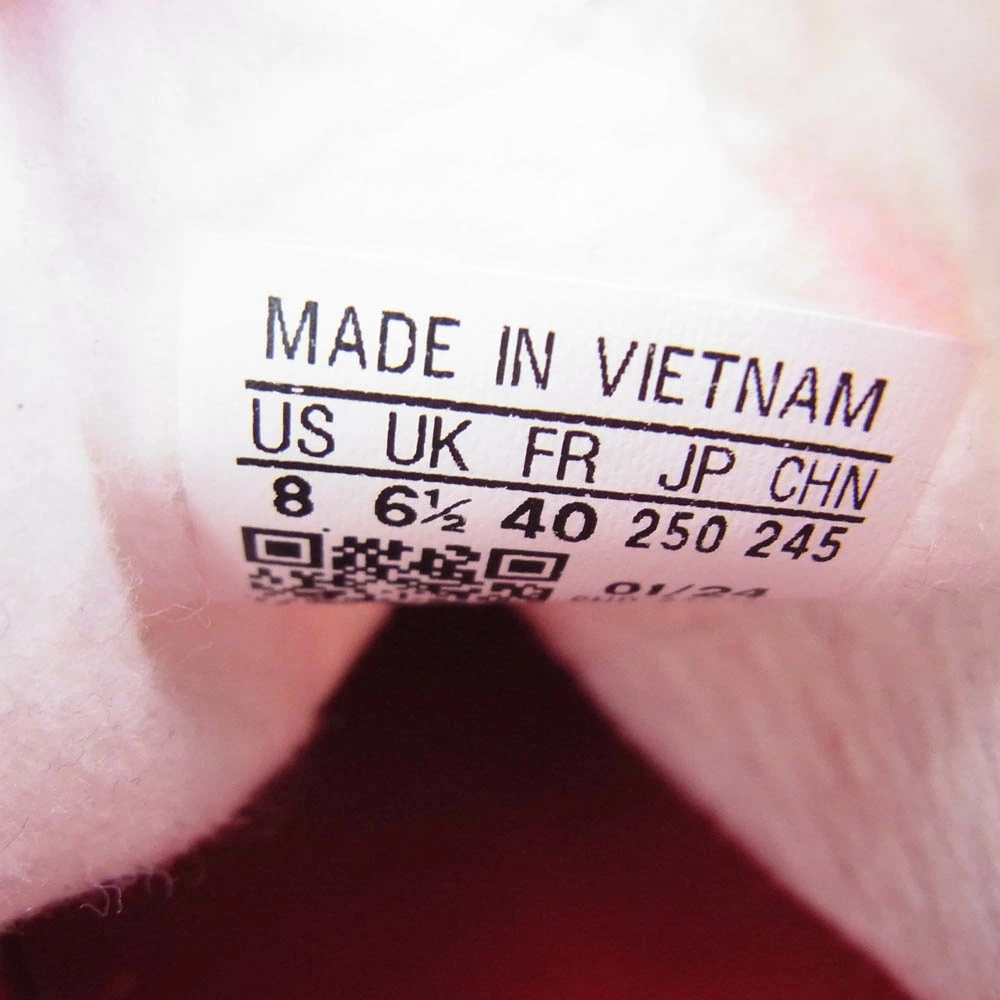 MADE IN VIETNAM
US UK FR JP CHN
8 6½ 40 250 245
01/24